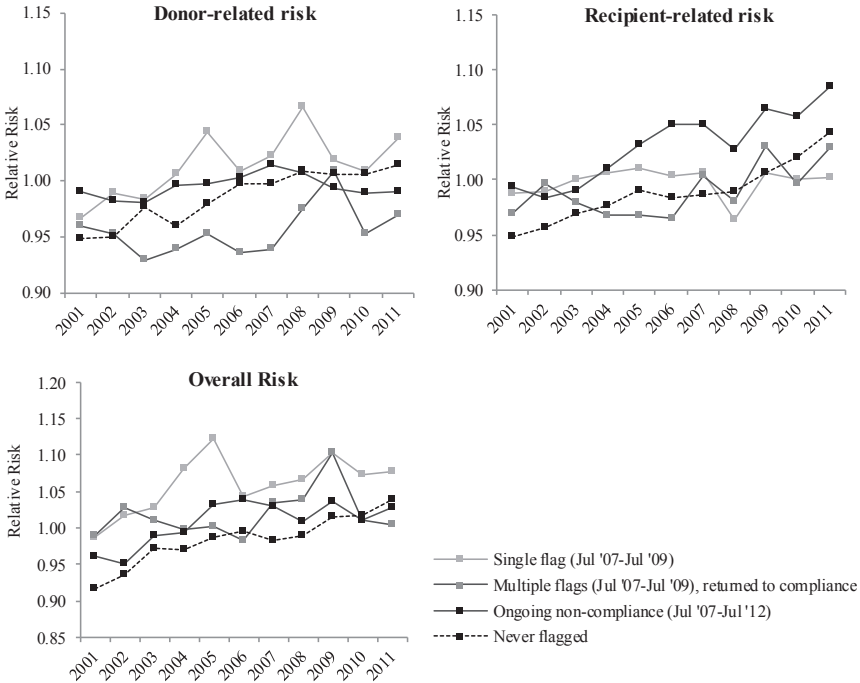 Donor-related risk
Relative Risk
1.15
1.10
1.05
1.00
0.95
0.90
2001 2002 2003 2004 2005 2006 2007 2008 2009 2010 2011
Recipient-related risk
Relative Risk
1.15
1.10
1.05
1.00
0.95
0.90
2001 2002 2003 2004 2005 2006 2007 2008 2009 2010 2011
Overall Risk
Relative Risk
1.20
1.15
1.10
1.05
1.00
0.95
0.90
0.85
2001 2002 2003 2004 2005 2006 2007 2008 2009 2010 2011
Single flag (Jul '07-Jul '09)
Multiple flags (Jul '07-Jul '09), returned to compliance
Ongoing non-compliance (Jul '07-Jul '12)
Never flagged